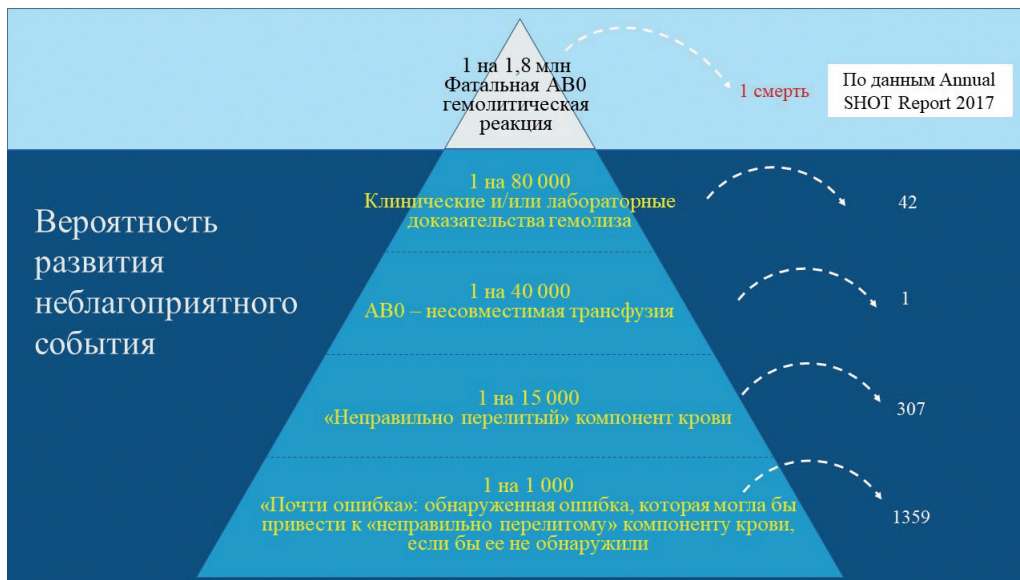 1 на 1,8 млн
Фатальная АВ0
гемолитическая
реакция
1 смерть
По данным Annual
SHOT Report 2017
Вероятность
развития
неблагоприятного
события
1 на 80 000
Клинические и/или лабораторные
доказательства гемолиза
42
1 на 40 000
АВ0 – несовместимая трансфузия
1
1 на 15 000
«Неправильно перелитый» компонент крови
307
1 на 1 000
«Почти ошибка»: обнаруженная ошибка, которая могла бы
привести к «неправильно перелитому» компоненту крови,
если бы ее не обнаружили
1359